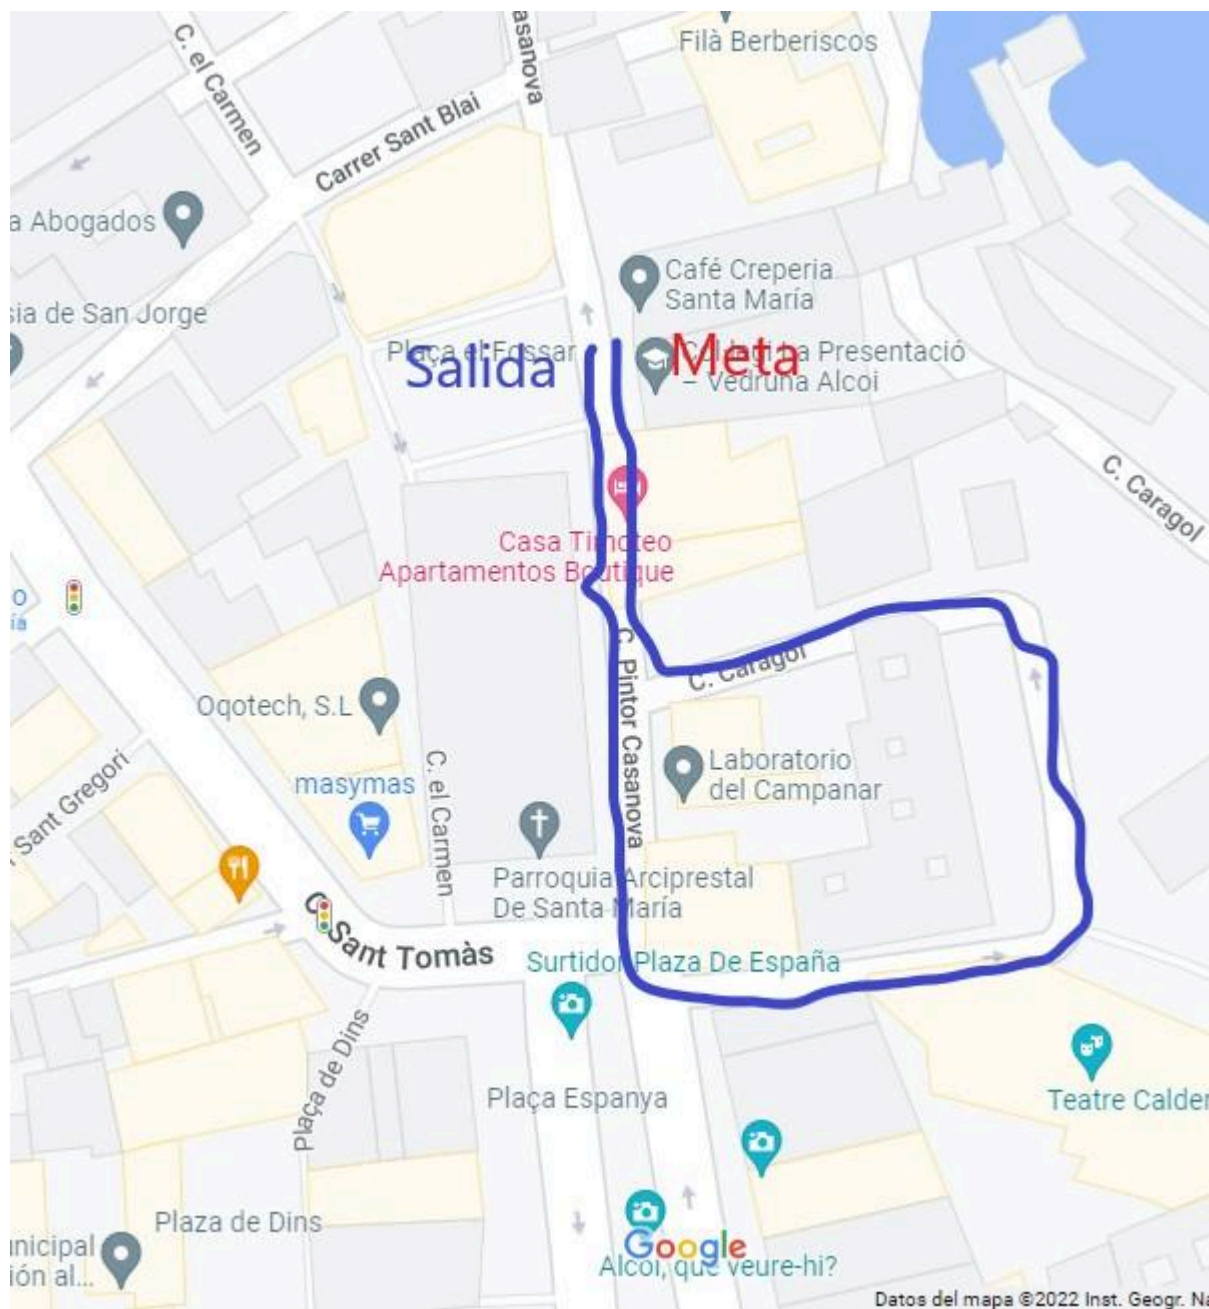 C. el Carmen
asanova
Filà Berberiscos
Carrer Sant Blai
a Abogados
Café Creperia
Santa María
sia de San Jorge
Plaça el Fossar
Salida
Meta
La Presentació
– Vedruna Alcoi
C. Caragol
Casa Timoteo
Apartamentos Boutique
C. Pintor Casanova
C. Caragol
Oqotech, S.L
masymas
C. el Carmen
Laboratorio
del Campanar
Sant Gregori
Parroquia Arciprestal
De Santa María
C. Sant Tomàs
Surtidor Plaza De España
Plaça de Dins
Plaça Espanya
Teatre Calder
Plaza de Dins
unicipal
ión al...
Google
Alcoi, què veure-hi?
Datos del mapa ©2022 Inst. Geogr. Na